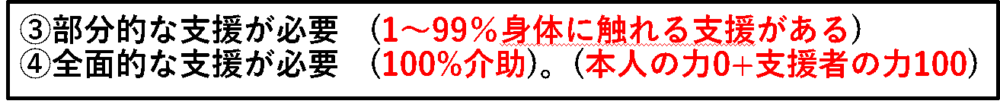 ③部分的な支援が必要　（1～99％身体に触れる支援がある）
④全面的な支援が必要　（100%介助）。（本人の力0+支援者の力100）